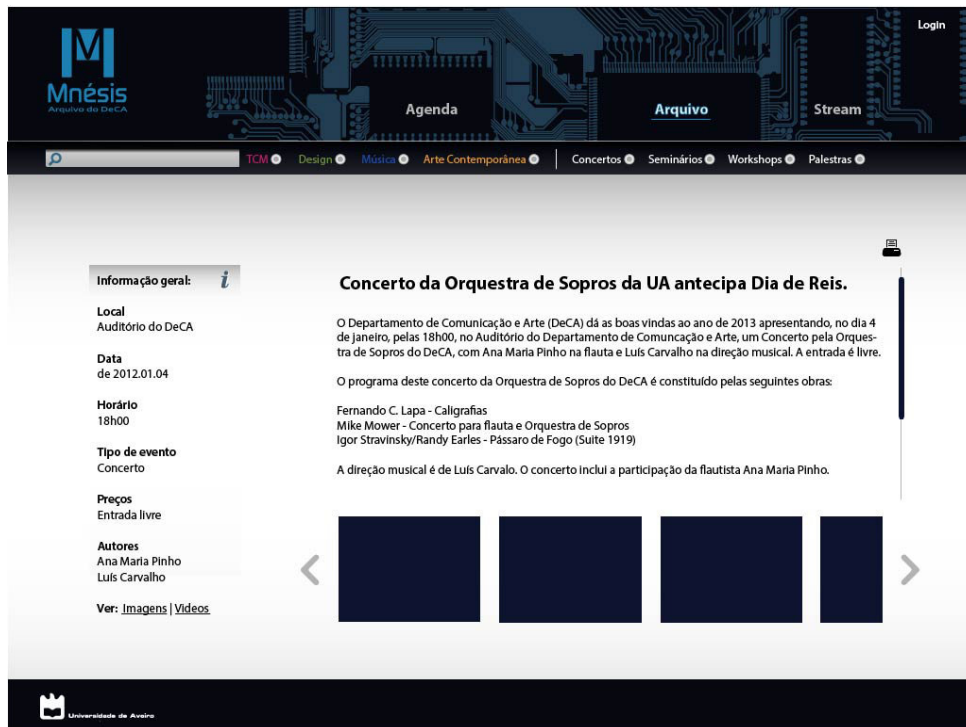 Login
Mnésis
Arquivo do DeCA
Agenda
Arquivo
Stream
TCM Design Música Arte Contemporânea Concertos Seminários Workshops Palestras
Informação geral: i
Local
Auditório do DeCA
Data
de 2012.01.04
Horário
18h00
Tipo de evento
Concerto
Preços
Entrada livre
Autores
Ana Maria Pinho
Luís Carvalho
Ver: Imagens | Videos
Concerto da Orquestra de Sopros da UA antecipa Dia de Reis.
O Departamento de Comunicação e Arte (DeCA) dá as boas vindas ao ano de 2013 apresentando, no dia 4
de janeiro, pelas 18h00, no Auditório do Departamento de Comuncação e Arte, um Concerto pela Orques-
tra de Sopros do DeCA, com Ana Maria Pinho na flauta e Luís Carvalho na direção musical. A entrada é livre.
O programa deste concerto da Orquestra de Sopros do DeCA é constituído pelas seguintes obras:
Fernando C. Lapa - Caligrafias
Mike Mower - Concerto para flauta e Orquestra de Sopros
Igor Stravinsky/Randy Earles - Pássaro de Fogo (Suite 1919)
A direção musical é de Luís Carvalo. O concerto inclui a participação da flautista Ana Maria Pinho.
Universidade de Aveiro